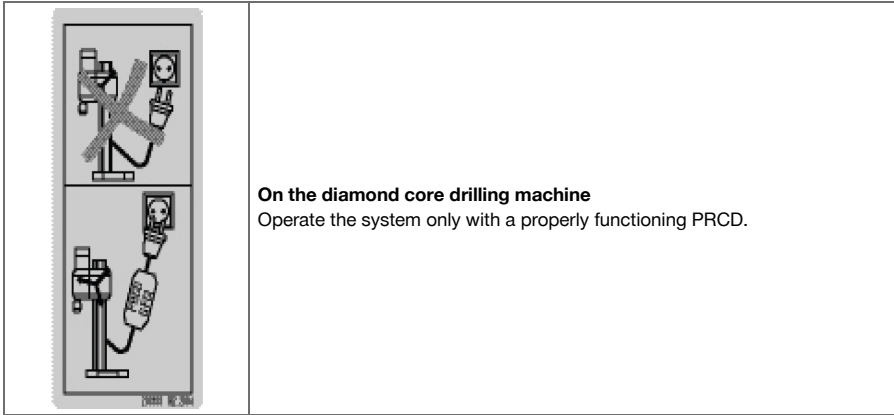 On the diamond core drilling machine
Operate the system only with a properly functioning PRCD.